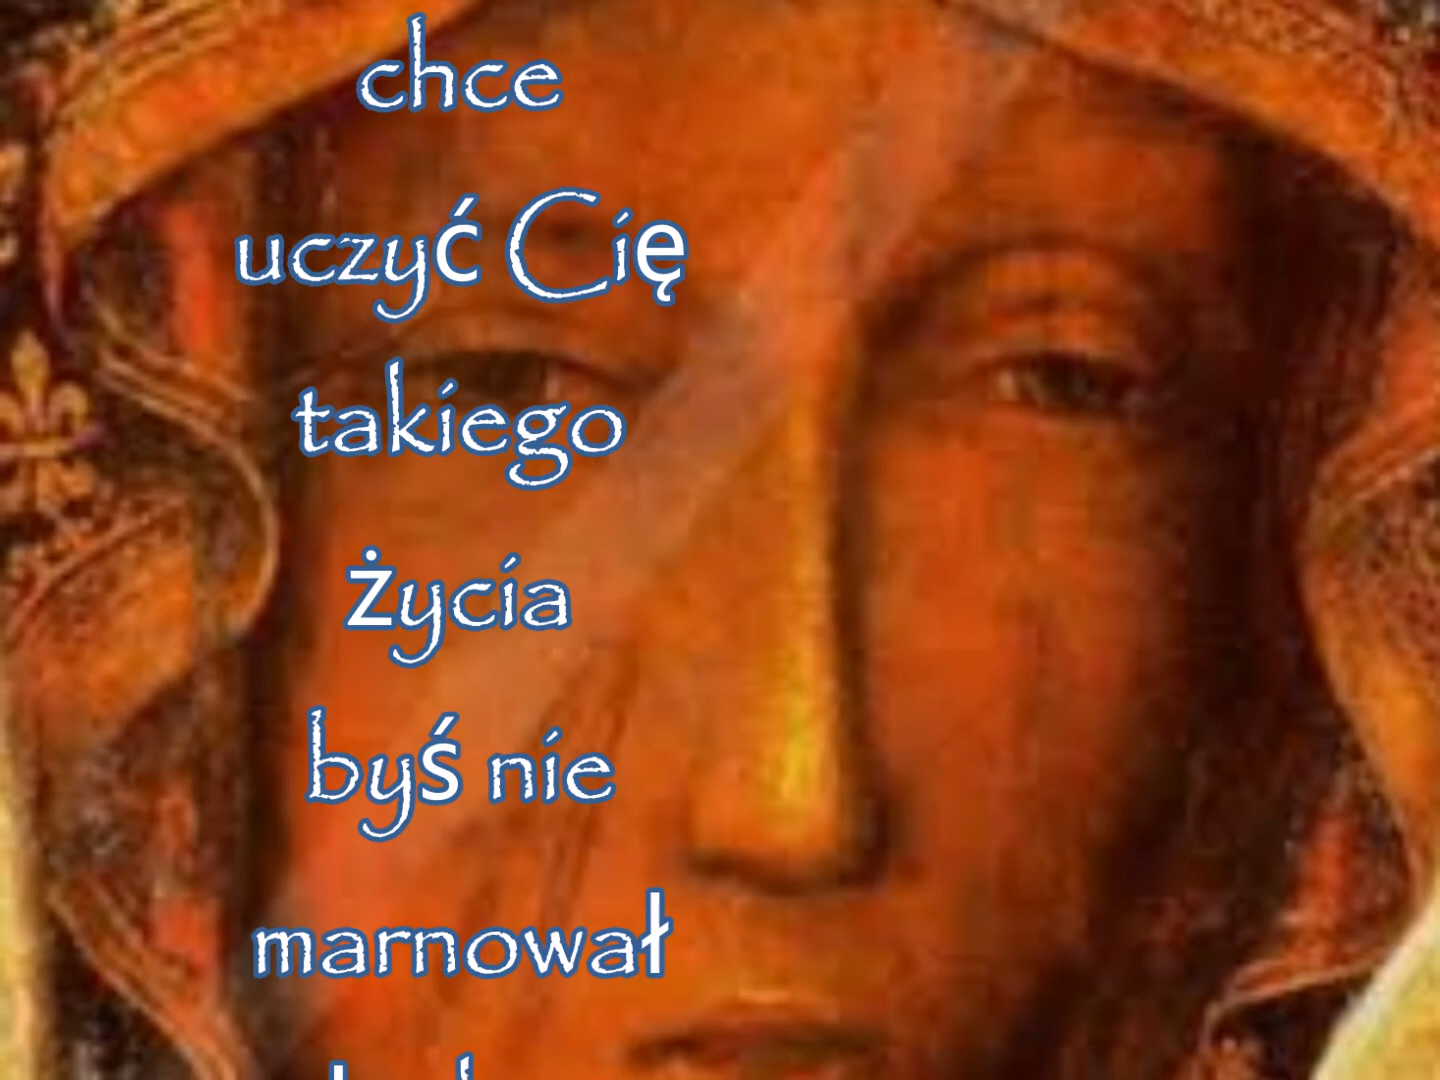 chce
uczyć Cię
takiego
życia
byś nie
marnował